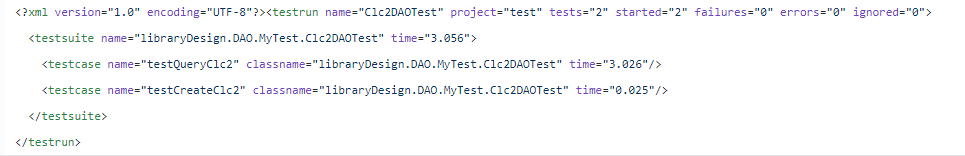 <?xml version="1.0" encoding="UTF-8"?><testrun name="Clc2DAOTest" project="test" tests="2" started="2" failures="0" errors="0" ignored="0">
<testsuite name="libraryDesign.DAO.MyTest.Clc2DAOTest" time="3.056">
<testcase name="testQueryClc2" classname="libraryDesign.DAO.MyTest.Clc2DAOTest" time="3.026"/>
<testcase name="testCreateClc2" classname="libraryDesign.DAO.MyTest.Clc2DAOTest" time="0.025"/>
</testsuite>
</testrun>